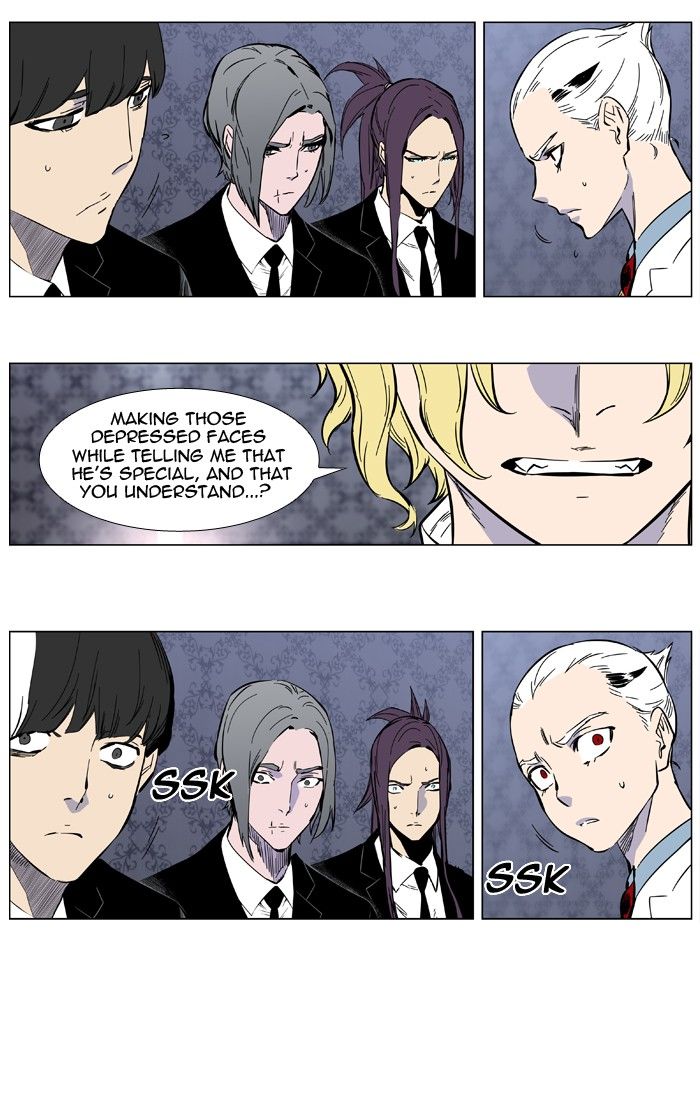 MAKING THOSE
DEPRESSED FACES
WHILE TELLING ME THAT
HE'S SPECIAL, AND THAT
YOU UNDERSTAND...?
SSK
SSK